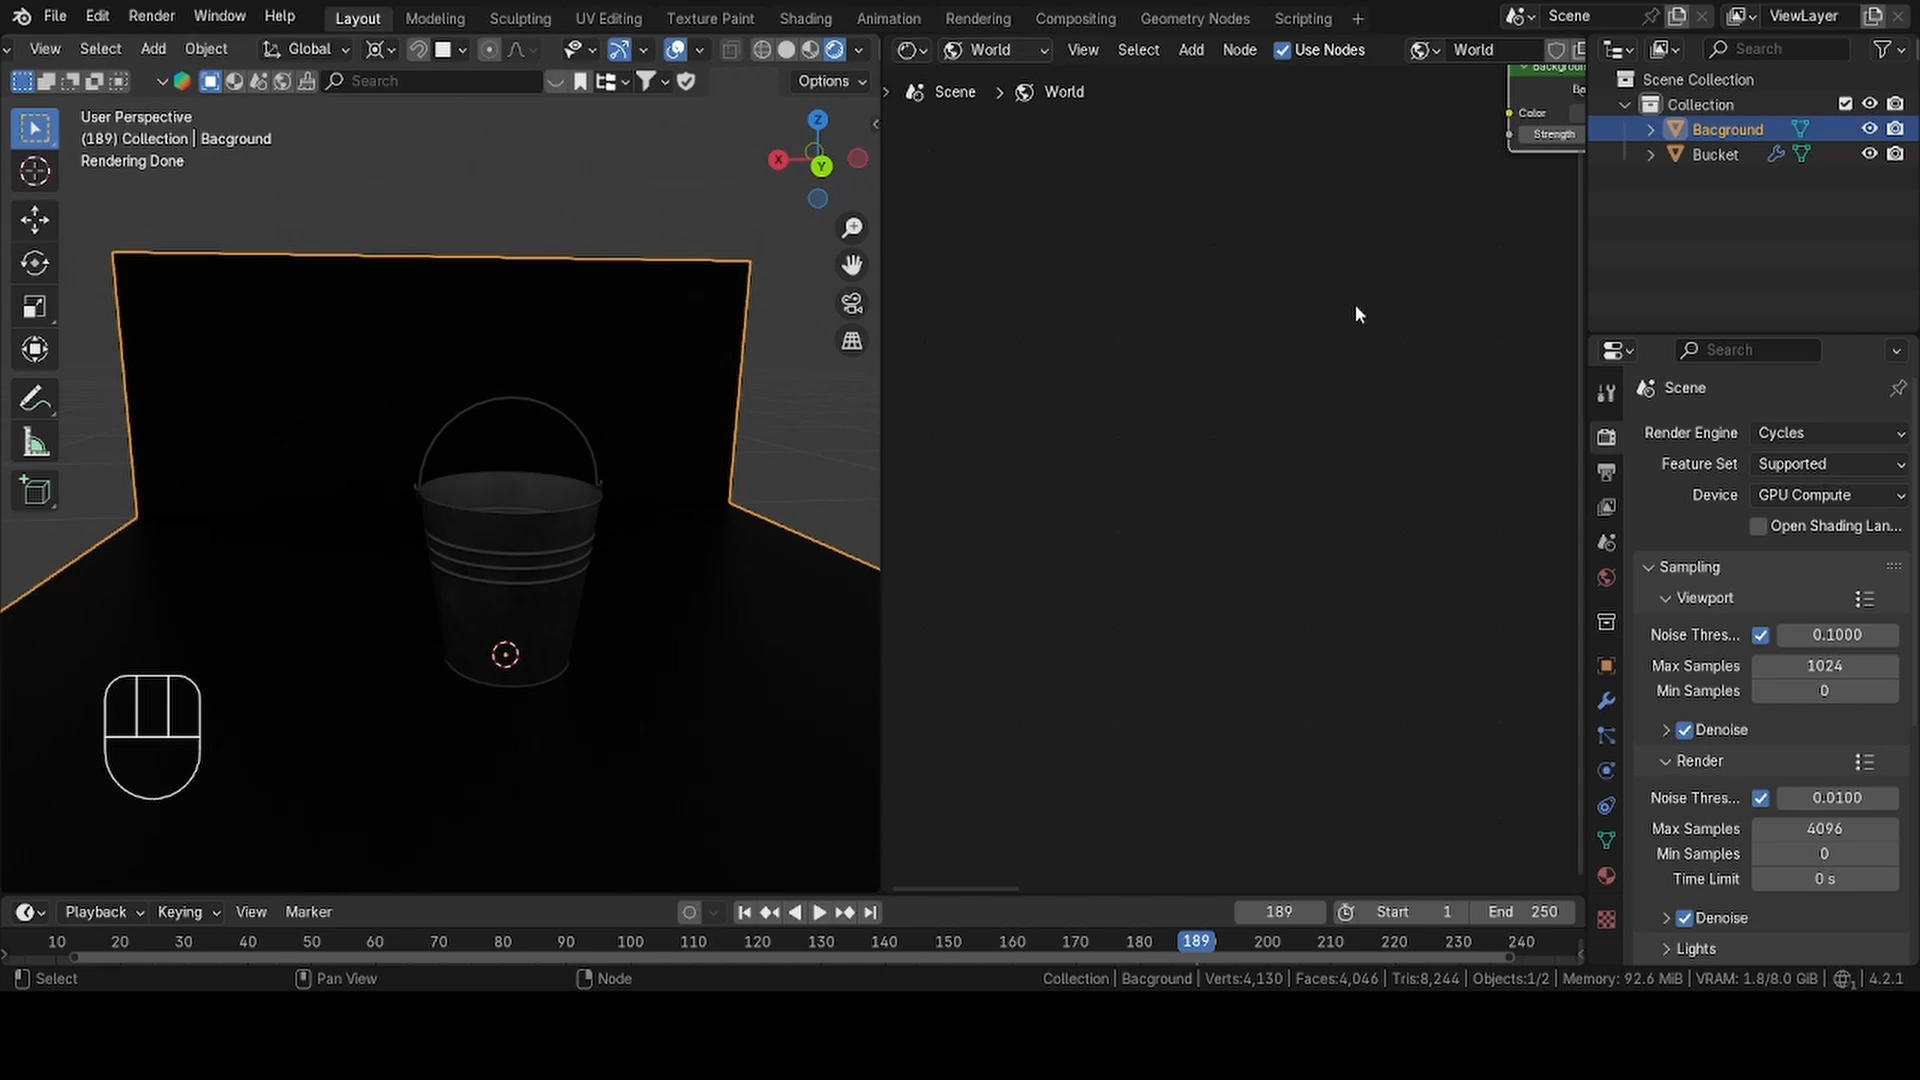 File Edit Render Window Help Layout Modeling Sculpting UV Editing Texture Paint Shading Animation Rendering Compositing Geometry Nodes Scripting + Scene ViewLayer
View Select Add Object Global World View Select Add Node Use Nodes World Search
Search Options
Scene > World
User Perspective
(189) Collection | Bacground
Rendering Done
Z
X
Y
Color
Strength
Scene Collection
Collection
Bacground
Bucket
Search
Scene
Render Engine Cycles
Feature Set Supported
Device GPU Compute
Open Shading Lan...
Sampling
Viewport
Noise Thres... 0.1000
Max Samples 1024
Min Samples 0
Denoise
Render
Noise Thres... 0.0100
Max Samples 4096
Min Samples 0
Time Limit 0 s
Denoise
Lights
Playback Keying View Marker 189 Start 1 End 250
10 20 30 40 50 60 70 80 90 100 110 120 130 140 150 160 170 180 189 200 210 220 230 240
Select Pan View Node Collection | Bacground | Verts:4,130 | Faces:4,046 | Tris:8,244 | Objects:1/2 | Memory: 92.6 MiB | VRAM: 1.8/8.0 GiB | 4.2.1